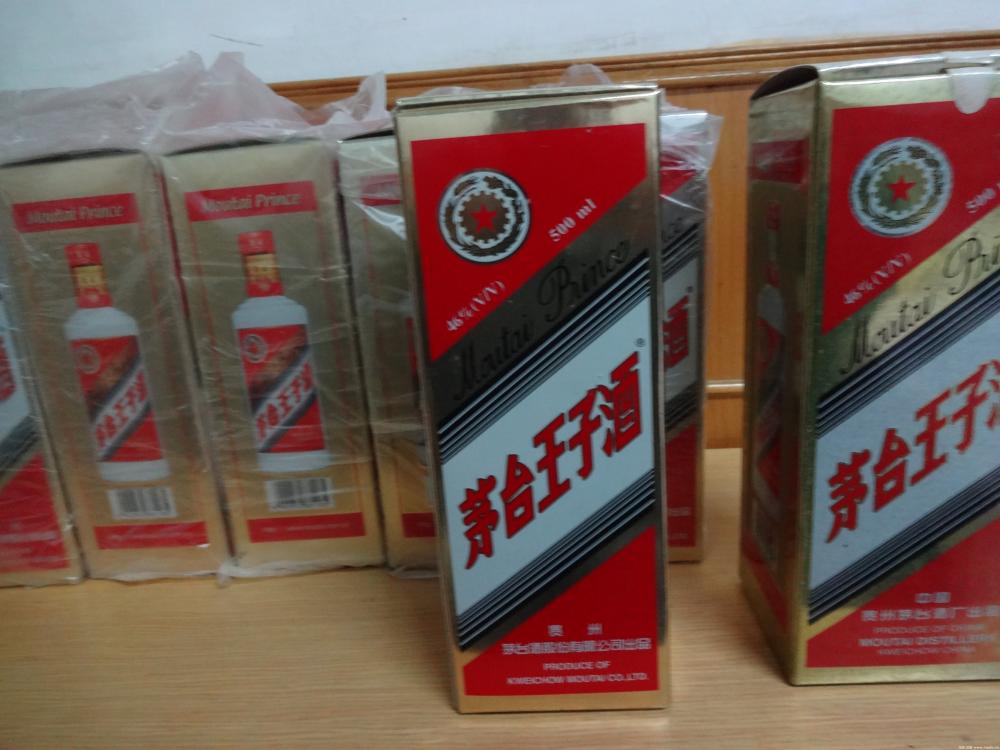 Moutai Prince
Moutai Prince
500 ml
46%(V/V)
Moutai Prince
茅台王子酒
®
贵 州
茅台酒股份有限公司出品
PRODUCE OF
KWEICHOW MOUTAI CO.,LTD.
酒
500
46%(V/V)
Moutai Pri
茅台王子
中国
贵州茅台酒厂出
PRODUCE OF CHINA
MOUTAI DISTILLERY
KWEICHOW CHINA